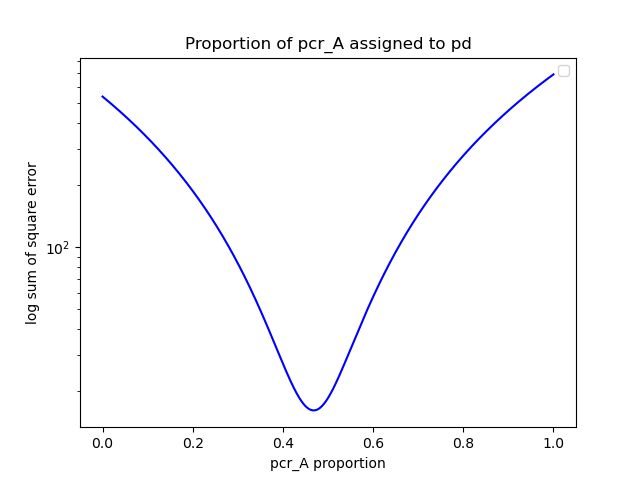 Proportion of pcr_A assigned to pd
log sum of square error
10²
0.0 0.2 0.4 0.6 0.8 1.0
pcr_A proportion